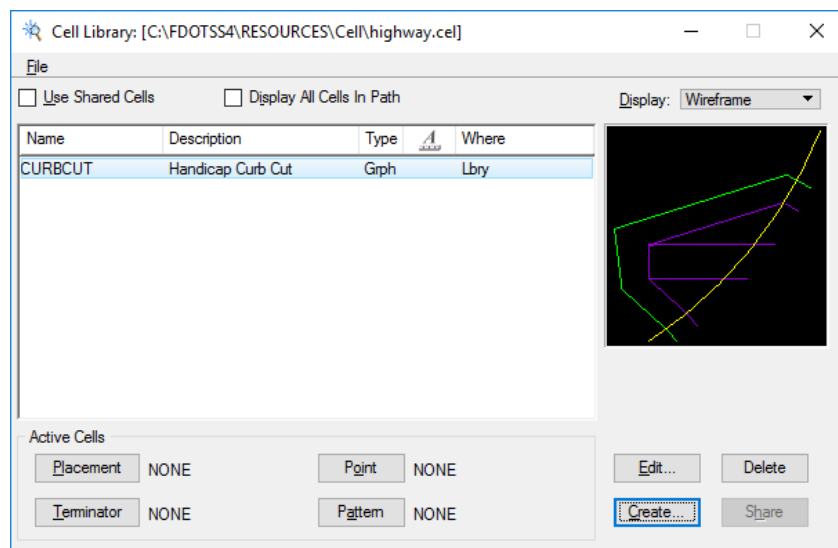 Cell Library: [C:\FDOTSS4\RESOURCES\Cell\highway.cel]
File
Use Shared Cells Display All Cells In Path Display: Wireframe
Name Description Type A Where
CURBCUT Handicap Curb Cut Grph Lbry
Active Cells
Placement NONE Point NONE Edit... Delete
Terminator NONE Pattern NONE Create... Share